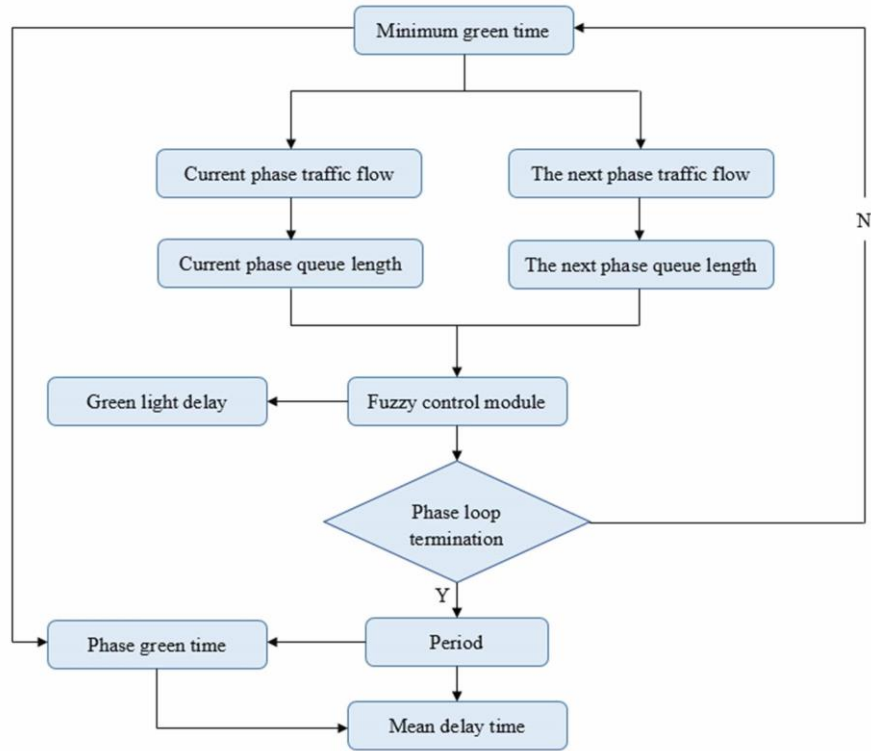 Minimum green time
Current phase traffic flow
The next phase traffic flow
N
Current phase queue length
The next phase queue length
Green light delay
Fuzzy control module
Phase loop
termination
Y
Phase green time
Period
Mean delay time